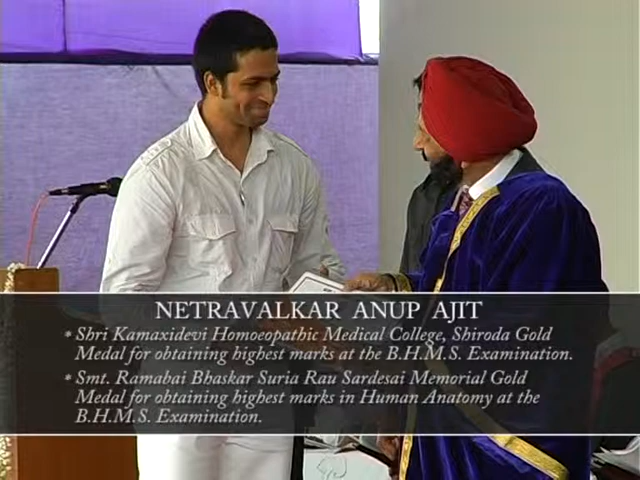 NETRAVALKAR ANUP AJIT
* Shri Kamaxidevi Homoeopathic Medical College, Shiroda Gold
Medal for obtaining highest marks at the B.H.M.S. Examination.
* Smt. Ramabai Bhaskar Suria Rau Sardesai Memorial Gold
Medal for obtaining highest marks in Human Anatomy at the
B.H.M.S. Examination.